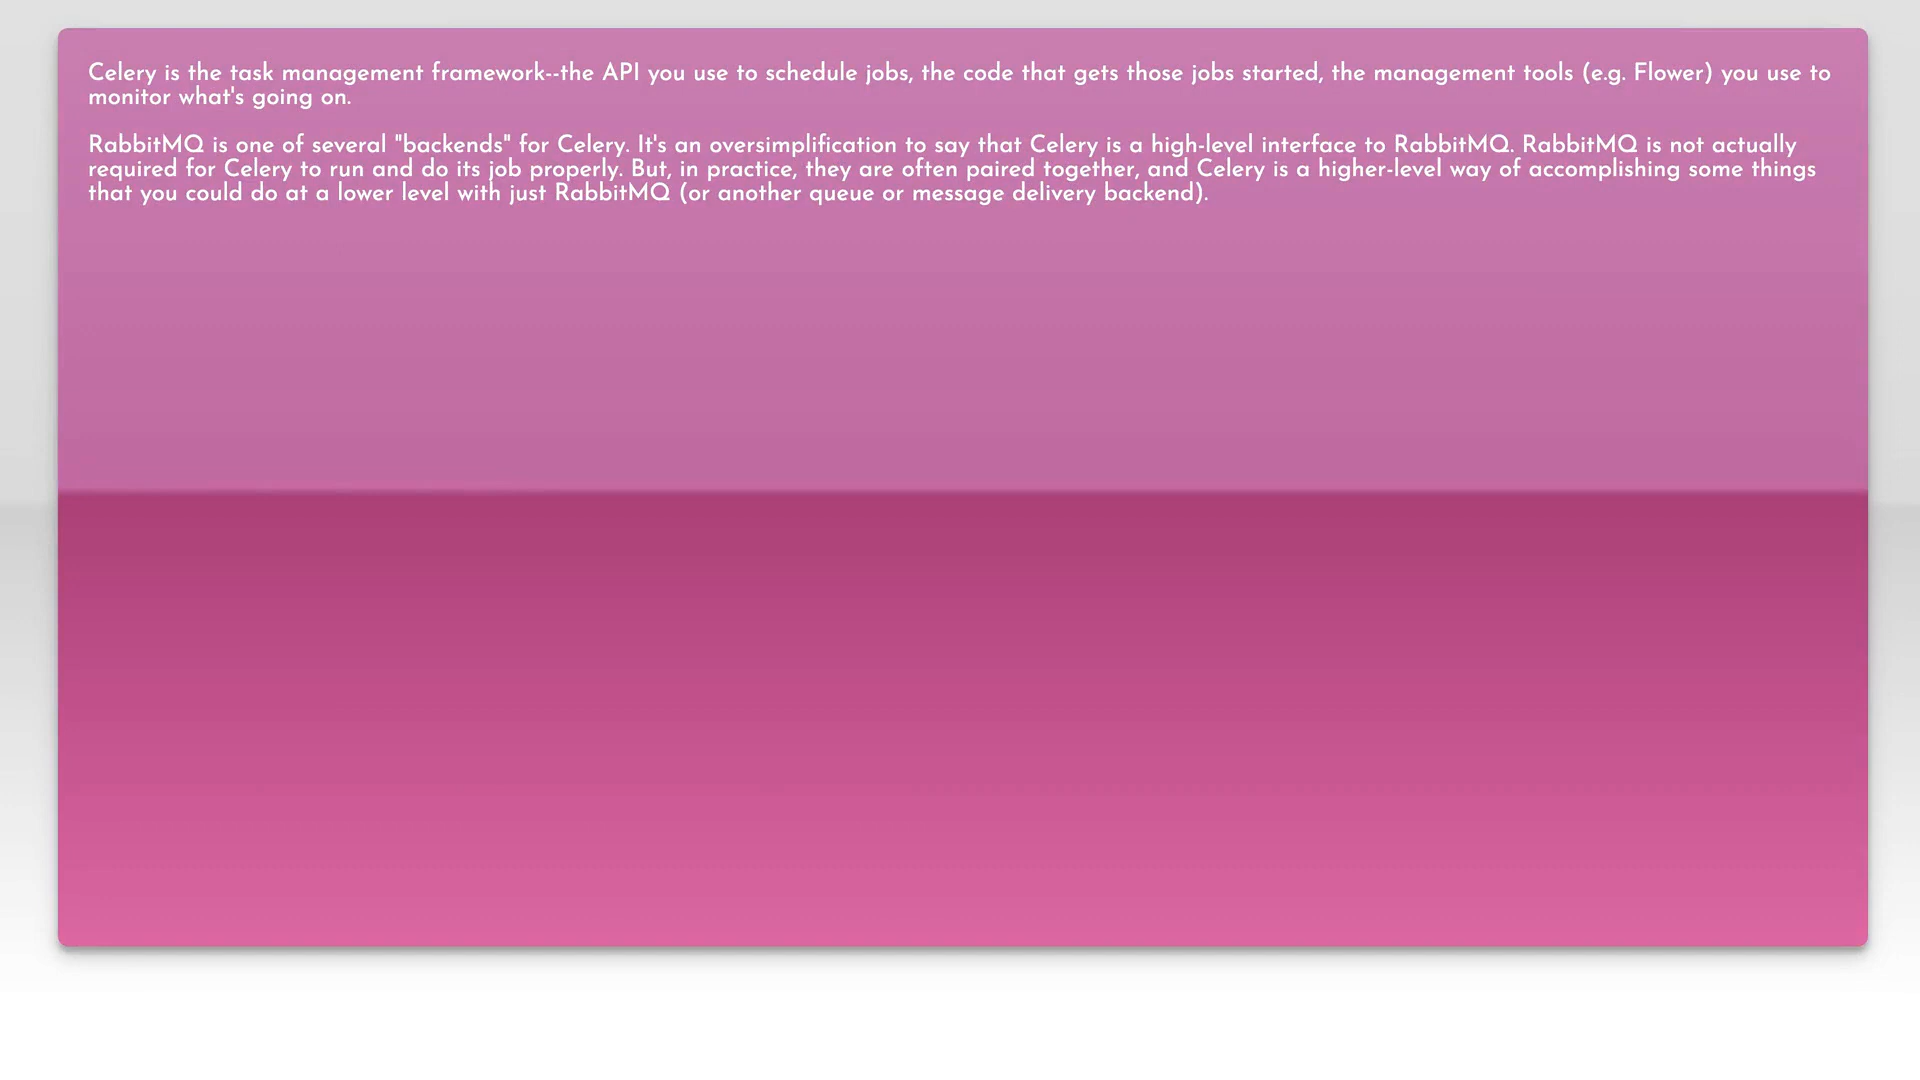 Celery is the task management framework--the API you use to schedule jobs, the code that gets those jobs started, the management tools (e.g. Flower) you use to
monitor what's going on.
RabbitMQ is one of several "backends" for Celery. It's an oversimplification to say that Celery is a high-level interface to RabbitMQ. RabbitMQ is not actually
required for Celery to run and do its job properly. But, in practice, they are often paired together, and Celery is a higher-level way of accomplishing some things
that you could do at a lower level with just RabbitMQ (or another queue or message delivery backend).